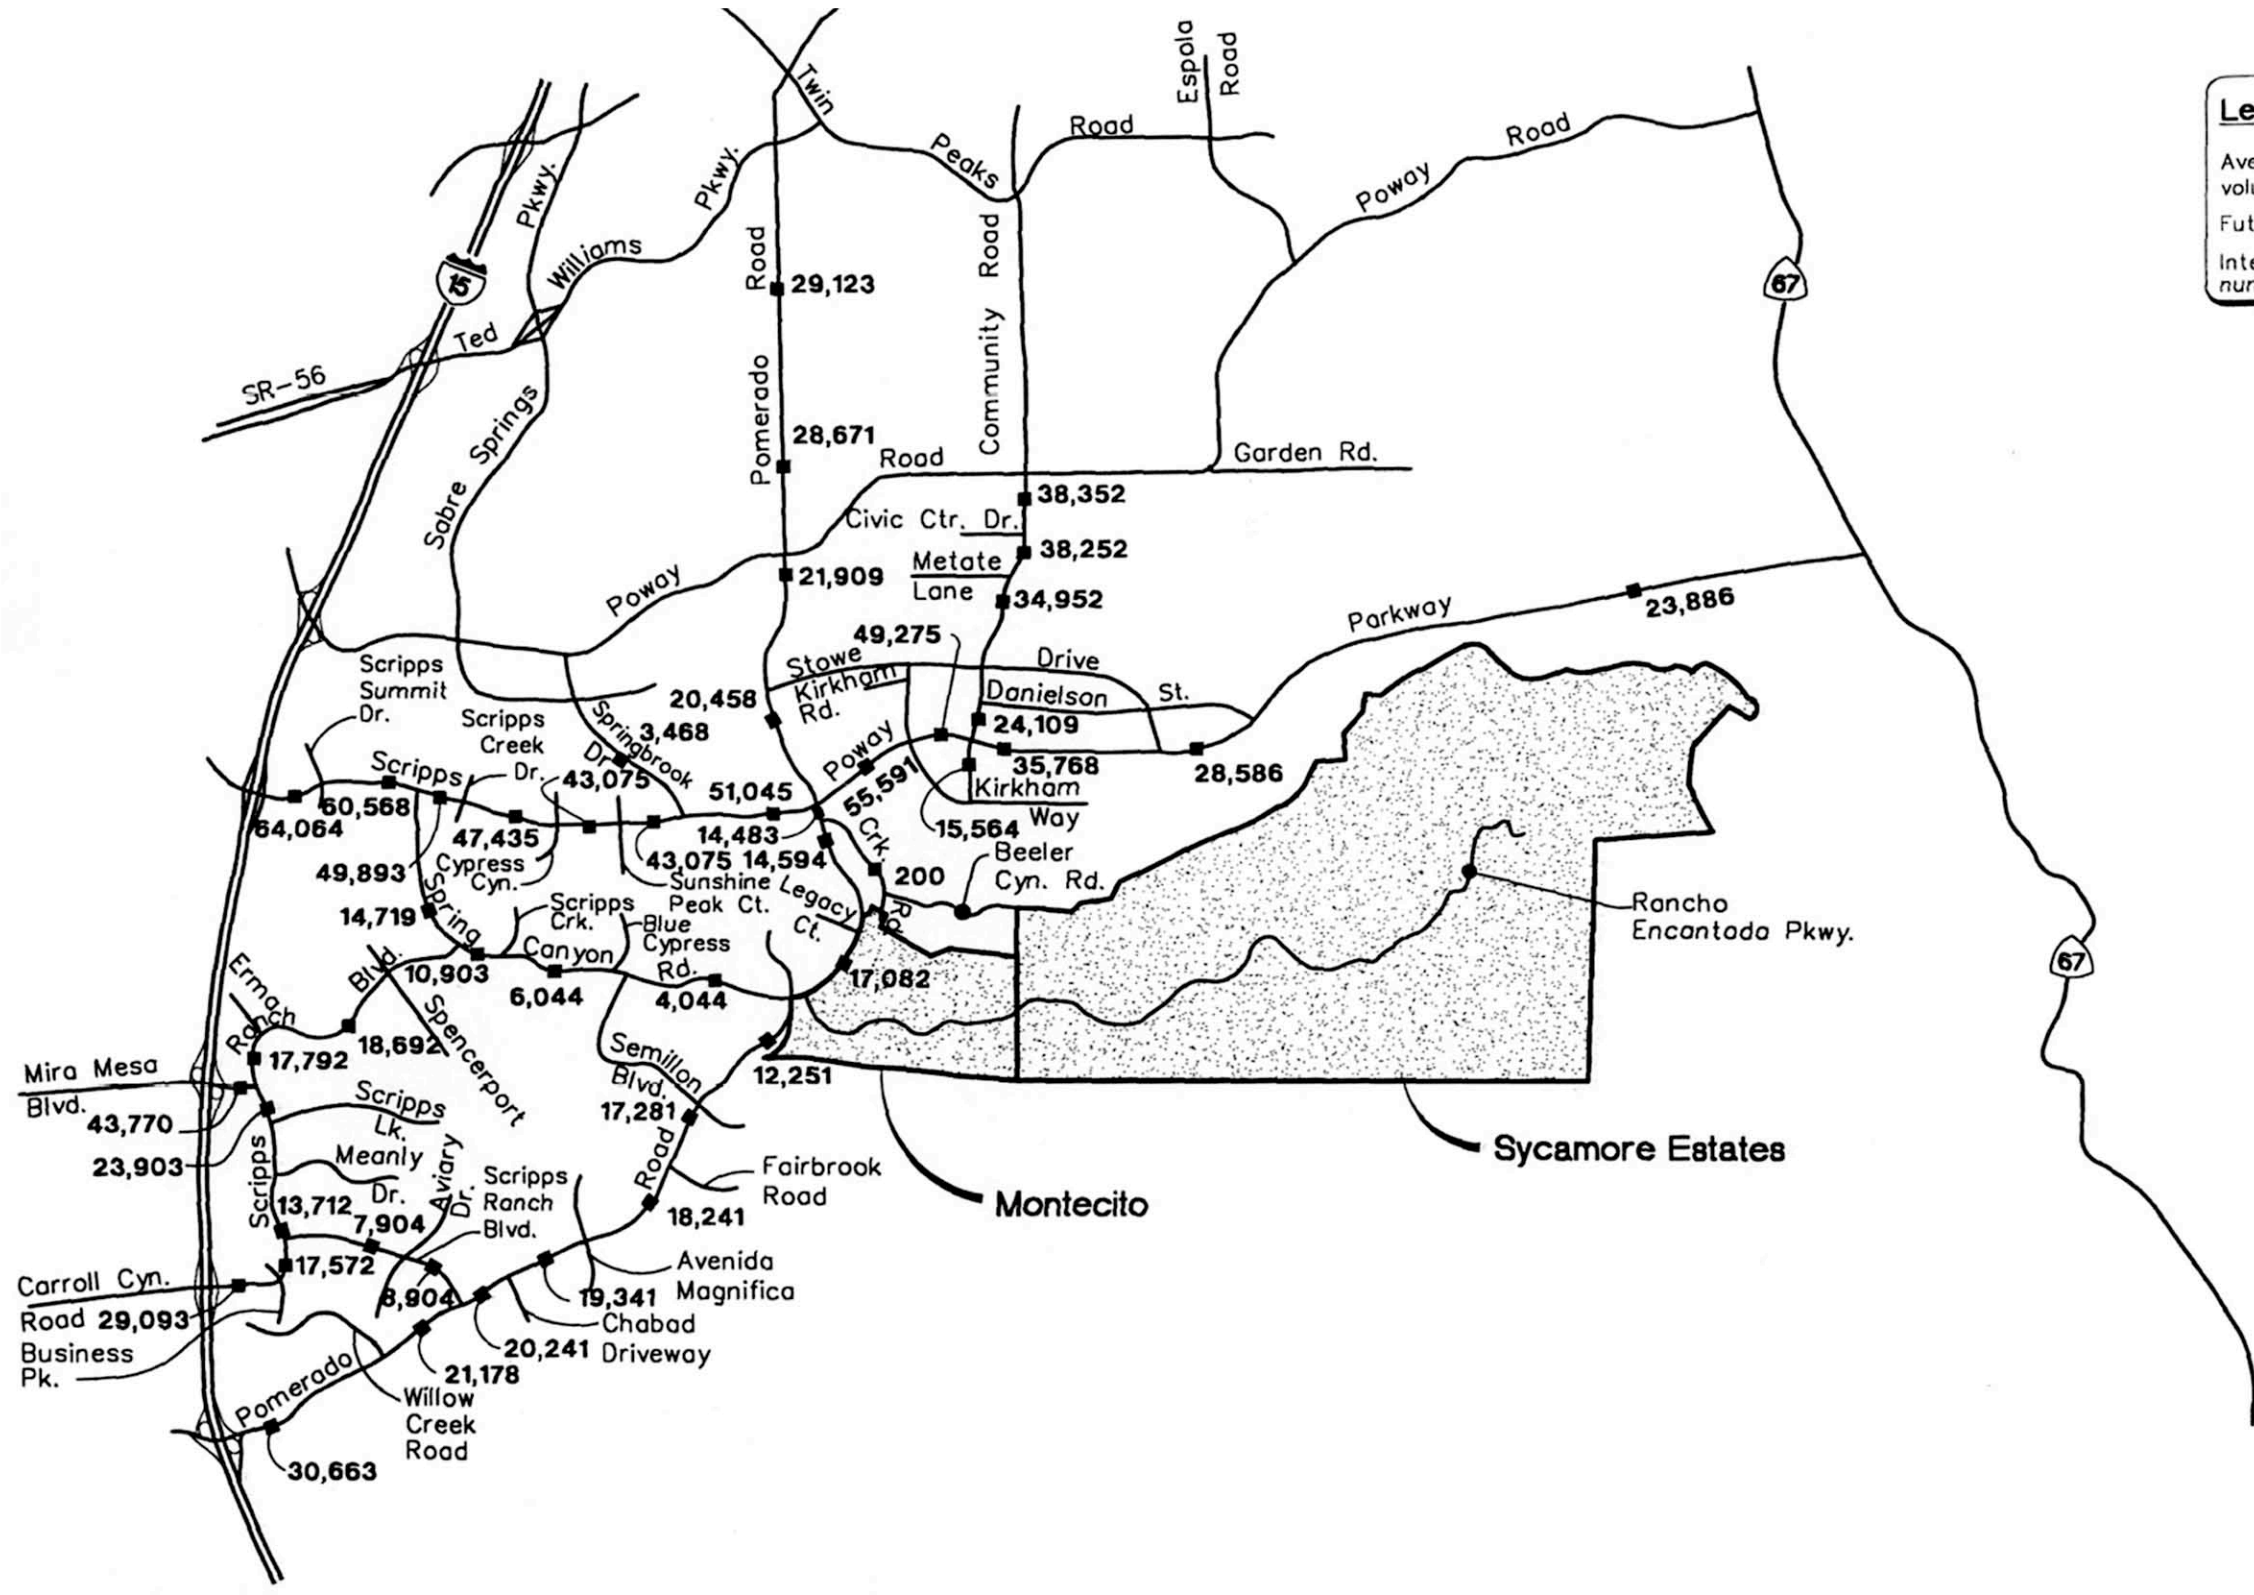 Espola
Road
Twin
Peaks
Road
Poway
Road
Le
Ave
volu
Fut
Inte
nur
Pkwy.
Pkwy.
Williams
Ted
15
SR-56
Road
29,123
Community Road
67
Sabre Springs
Pomerado
28,671
Road
Garden Rd.
38,352
Civic Ctr. Dr.
38,252
Metate
Lane
34,952
21,909
Poway
49,275
Parkway
23,886
Scripps
Summit
Dr.
Stowe
Drive
Kirkham
Rd.
Danielson
St.
20,458
24,109
Scripps
Creek
Dr.
Springbrook
Dr.
3,468
Poway
35,768
28,586
Scripps
43,075
51,045
55,591
Kirkham
Way
60,568
64,064
47,435
14,483
15,564
49,893
Cypress
Cyn.
43,075
14,594
Crk.
Beeler
Cyn. Rd.
200
Sunshine
Peak Ct.
Legacy
Ct.
Rd.
14,719
Spring
Scripps
Crk.
Blue
Cypress
Rd.
Canyon
Rancho
Encantada Pkwy.
Erma
Blvd.
10,903
6,044
4,044
17,082
67
Ranch
Spencerport
18,692
17,792
Semillon
Blvd.
12,251
Mira Mesa
Blvd.
43,770
Scripps
Lk.
17,281
Sycamore Estates
23,903
Meanly
Dr.
Aviary
Dr.
Scripps
Ranch
Blvd.
Road
Fairbrook
Road
Montecito
Scripps
13,712
7,904
18,241
17,572
Avenida
Magnifica
Carroll Cyn.
Road
29,093
8,904
19,341
Chabad
Driveway
Business
Pk.
20,241
21,178
Pomerado
Willow
Creek
Road
30,663